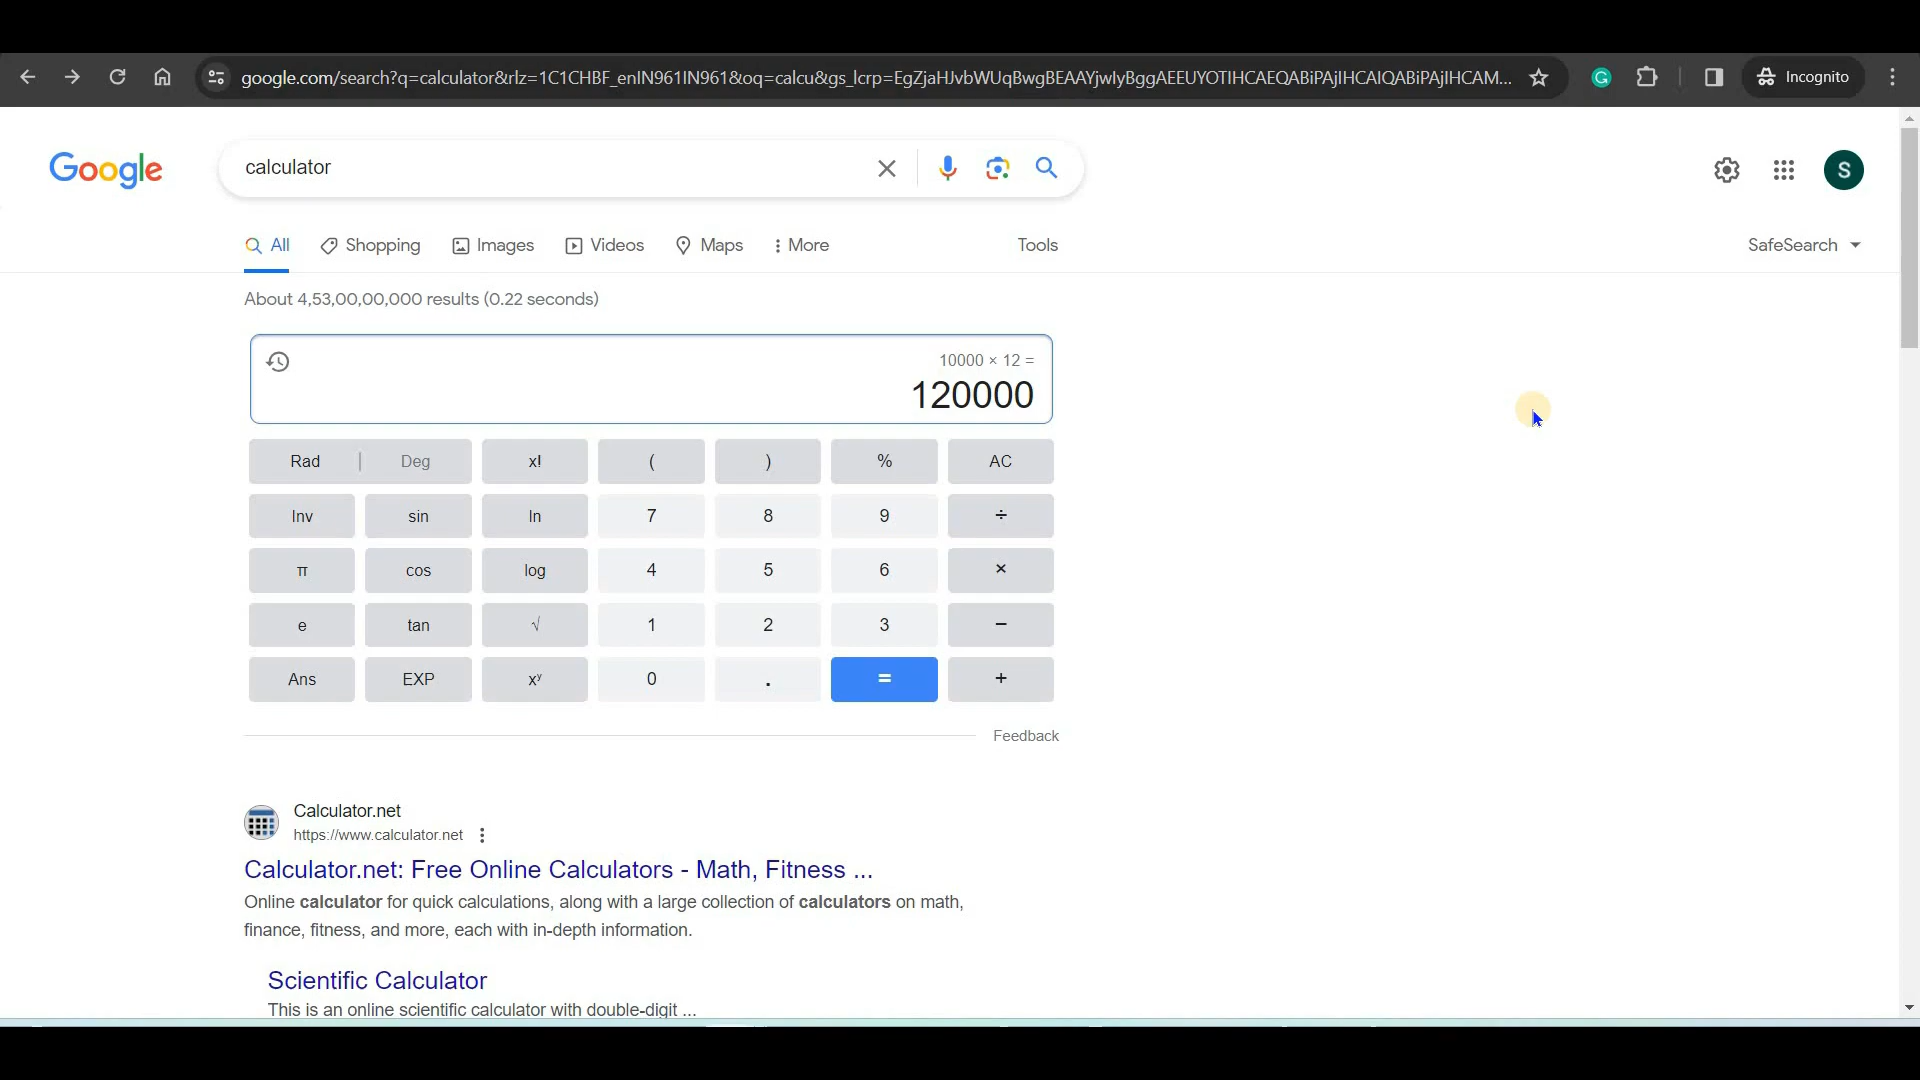 google.com/search?q=calculator&rlz=1C1CHBF_enIN961IN961&oq=calcu&gs_lcrp=EgZjaHJvbWUqBwgBEAAYjwIyBggAEEUYOTIHCAEQABiPAjIHCAIQABiPAjIHCAM...
Incognito
Google
calculator
S
All
Shopping
Images
Videos
Maps
More
Tools
SafeSearch
About 4,53,00,00,000 results (0.22 seconds)
10000 × 12 =
120000
Rad | Deg x! ( ) % AC
Inv sin ln 7 8 9 ÷
π cos log 4 5 6 ×
e tan √ 1 2 3 −
Ans EXP xʸ 0 . = +
Feedback
Calculator.net
https://www.calculator.net
Calculator.net: Free Online Calculators - Math, Fitness ...
Online calculator for quick calculations, along with a large collection of calculators on math,
finance, fitness, and more, each with in-depth information.
Scientific Calculator
This is an online scientific calculator with double-digit ...